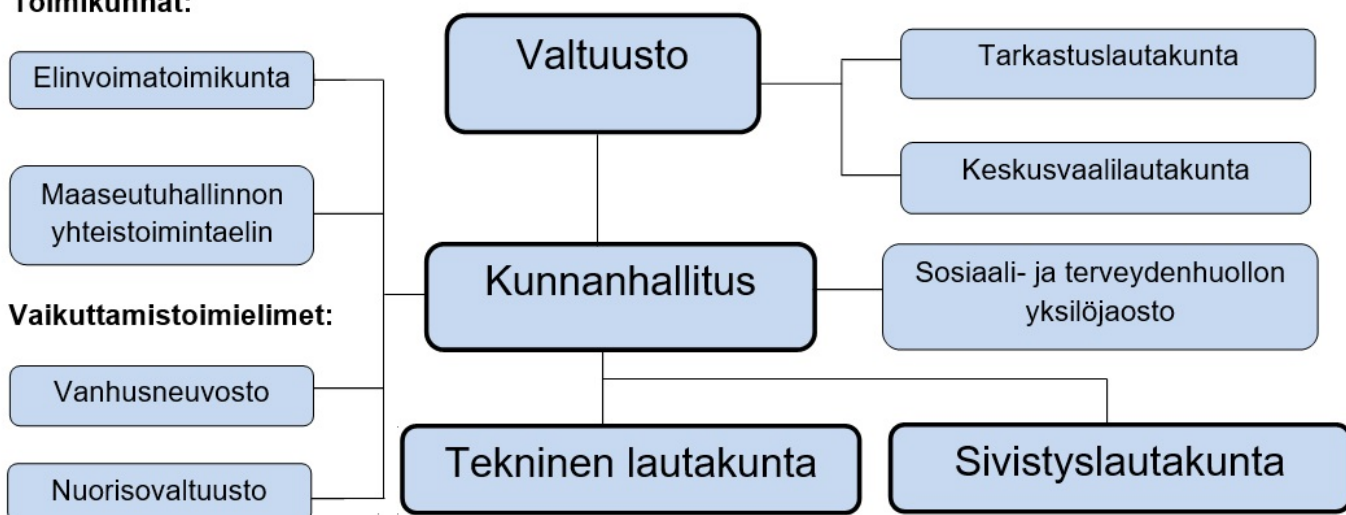 Toimikunnat:
Elinvoimatoimikunta
Maaseutuhallinnon
yhteistoimintaelin
Vaikuttamistoimielimet:
Vanhusneuvosto
Nuorisovaltuusto
Valtuusto
Kunnanhallitus
Tekninen lautakunta
Sivistyslautakunta
Tarkastuslautakunta
Keskusvaalilautakunta
Sosiaali- ja terveydenhuollon
yksilöjaosto